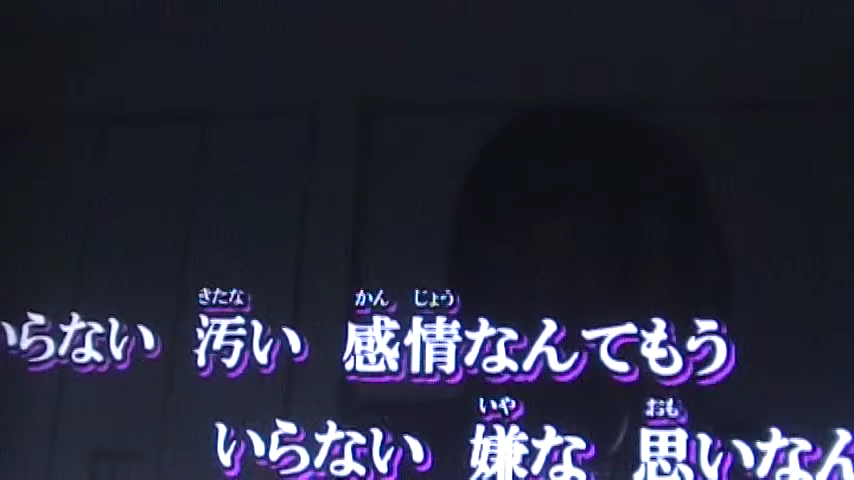 きたな かん じょう
いらない 汚い 感情なんてもう
いや おも
いらない 嫌な 思いなん